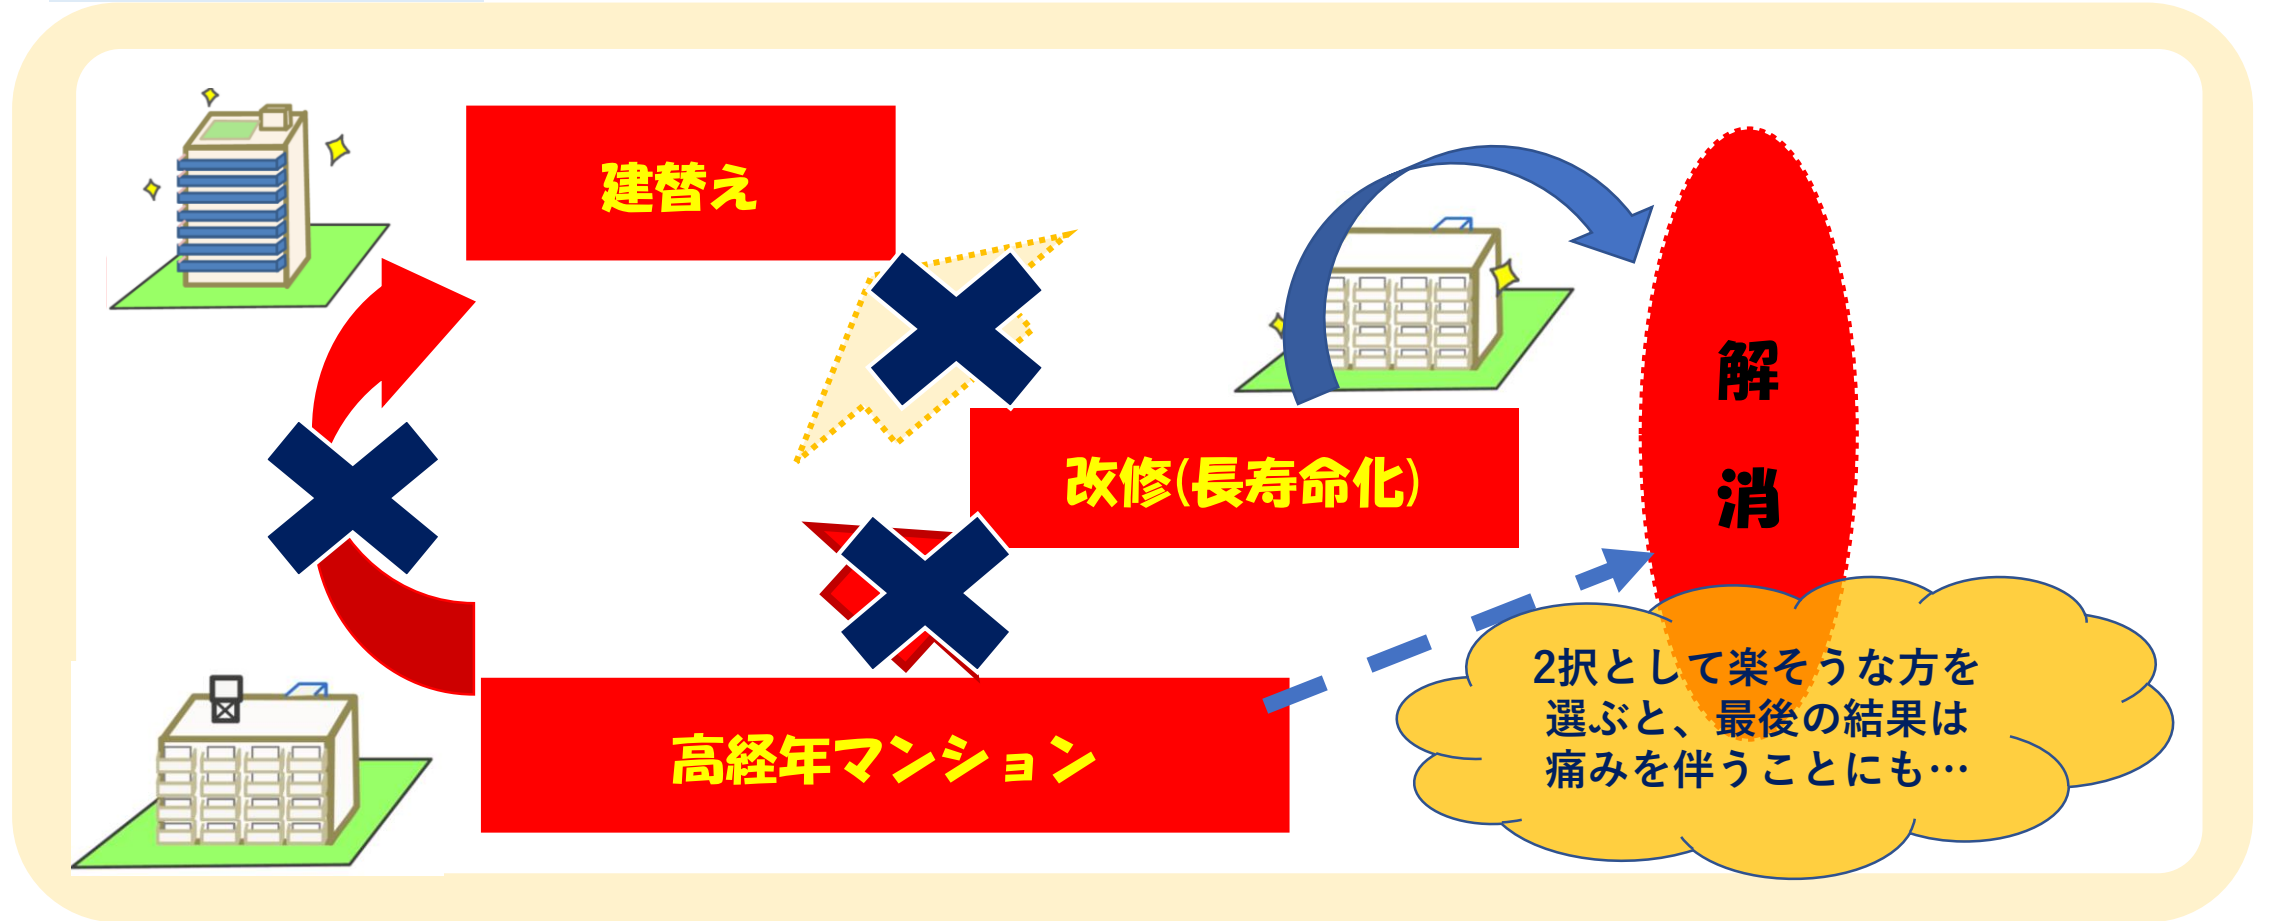 建替え
改修(長寿命化)
解
消
高経年マンション
2択として楽そうな方を
選ぶと、最後の結果は
痛みを伴うことにも…